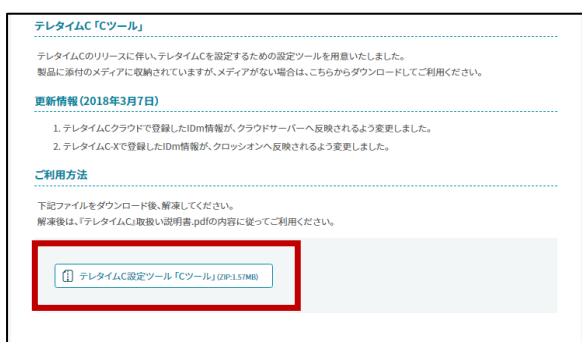 テレタイムC「Cツール」
テレタイムCのリリースに伴い、テレタイムCを設定するための設定ツールを用意いたしました。
製品に添付のメディアに収納されていますが、メディアがない場合は、こちらからダウンロードしてご利用ください。
更新情報（2018年3月7日）
1. テレタイムCクラウドで登録したIDm情報が、クラウドサーバーへ反映されるよう変更しました。
2. テレタイムC-Xで登録したIDm情報が、クロッシオンへ反映されるよう変更しました。
ご利用方法
下記ファイルをダウンロード後、解凍してください。
解凍後は、『テレタイムC』取扱い説明書.pdfの内容に従ってご利用ください。
テレタイムC設定ツール「Cツール」(ZIP:1.57MB)